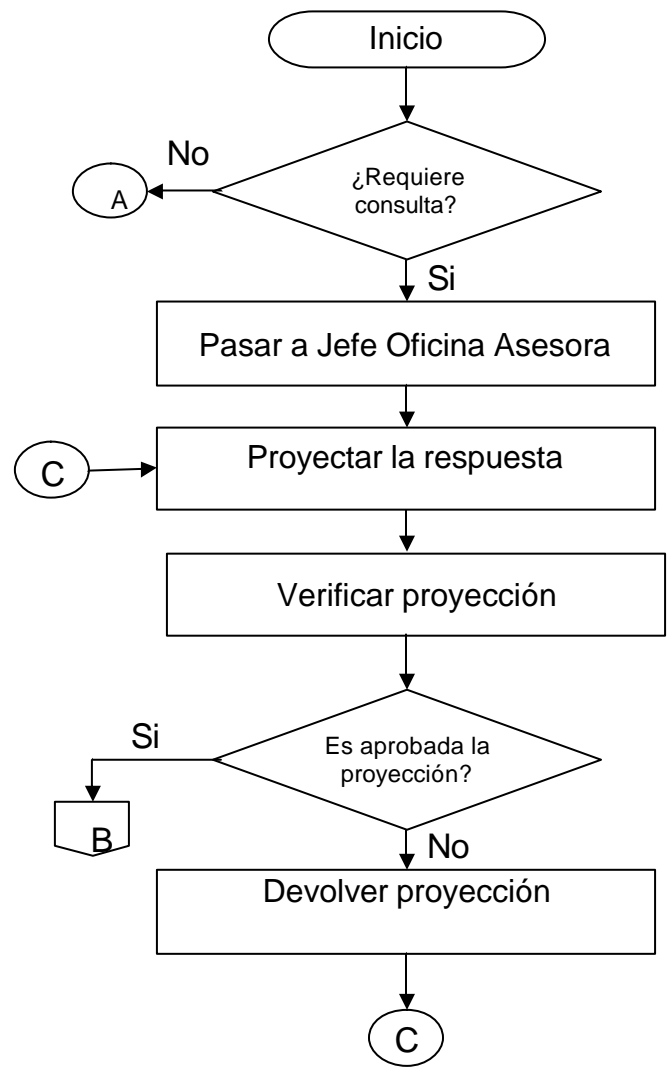 Inicio
No
¿Requiere
consulta?
A
Si
Pasar a Jefe Oficina Asesora
Proyectar la respuesta
C
Verificar proyección
Si
Es aprobada la
proyección?
B
No
Devolver proyección
C